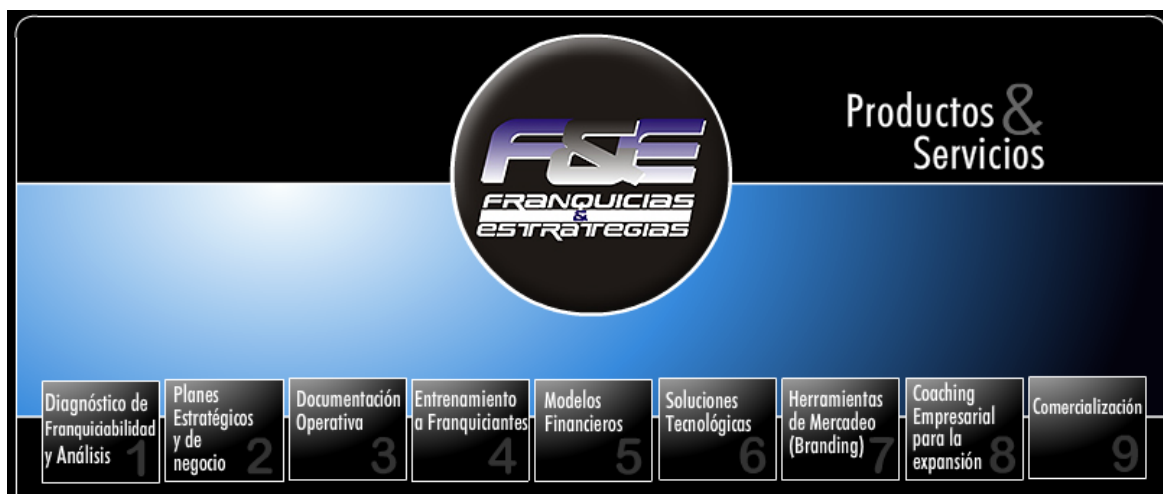 Productos &
Servicios
F&E
FRANQUICIAS
&
ESTRATEGIAS
Diagnóstico de
Franquiciabilidad
y Análisis 1
Planes
Estratégicos
y de
negocio 2
Documentación
Operativa
3
Entrenamiento
a Franquiciantes
4
Modelos
Financieros
5
Soluciones
Tecnológicas
6
Herramientas
de Mercadeo
(Branding) 7
Coaching
Empresarial
para la
expansión 8
Comercialización
9